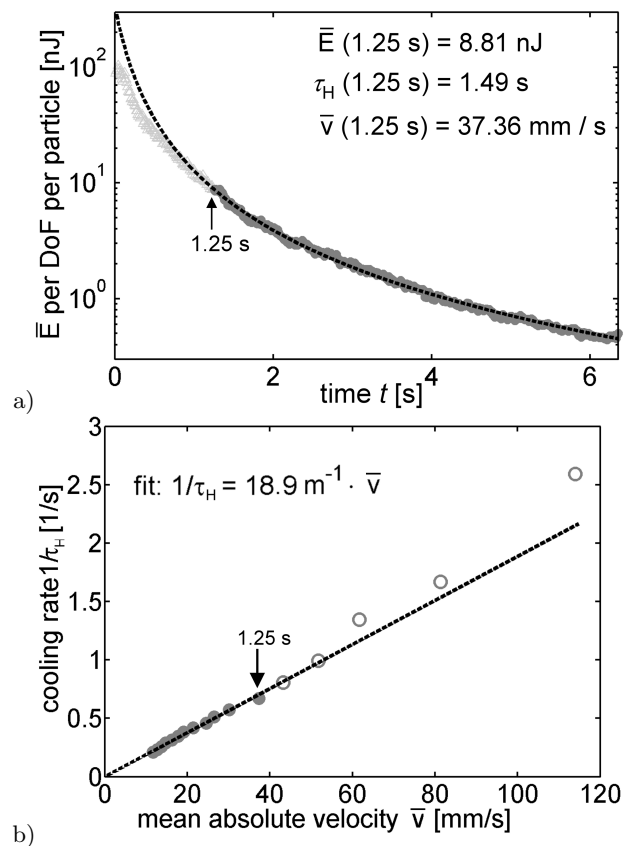 E̅ (1.25 s) = 8.81 nJ
τH (1.25 s) = 1.49 s
v̅ (1.25 s) = 37.36 mm / s
E̅ per DoF per particle [nJ]
10²
10¹
10⁰
1.25 s
0 2 4 6
time t [s]
a)
3
2.5
2
1.5
1
0.5
0
cooling rate1/τH [1/s]
fit: 1/τH = 18.9 m⁻¹ · v̅
1.25 s
0 20 40 60 80 100 120
mean absolute velocity v̅ [mm/s]
b)